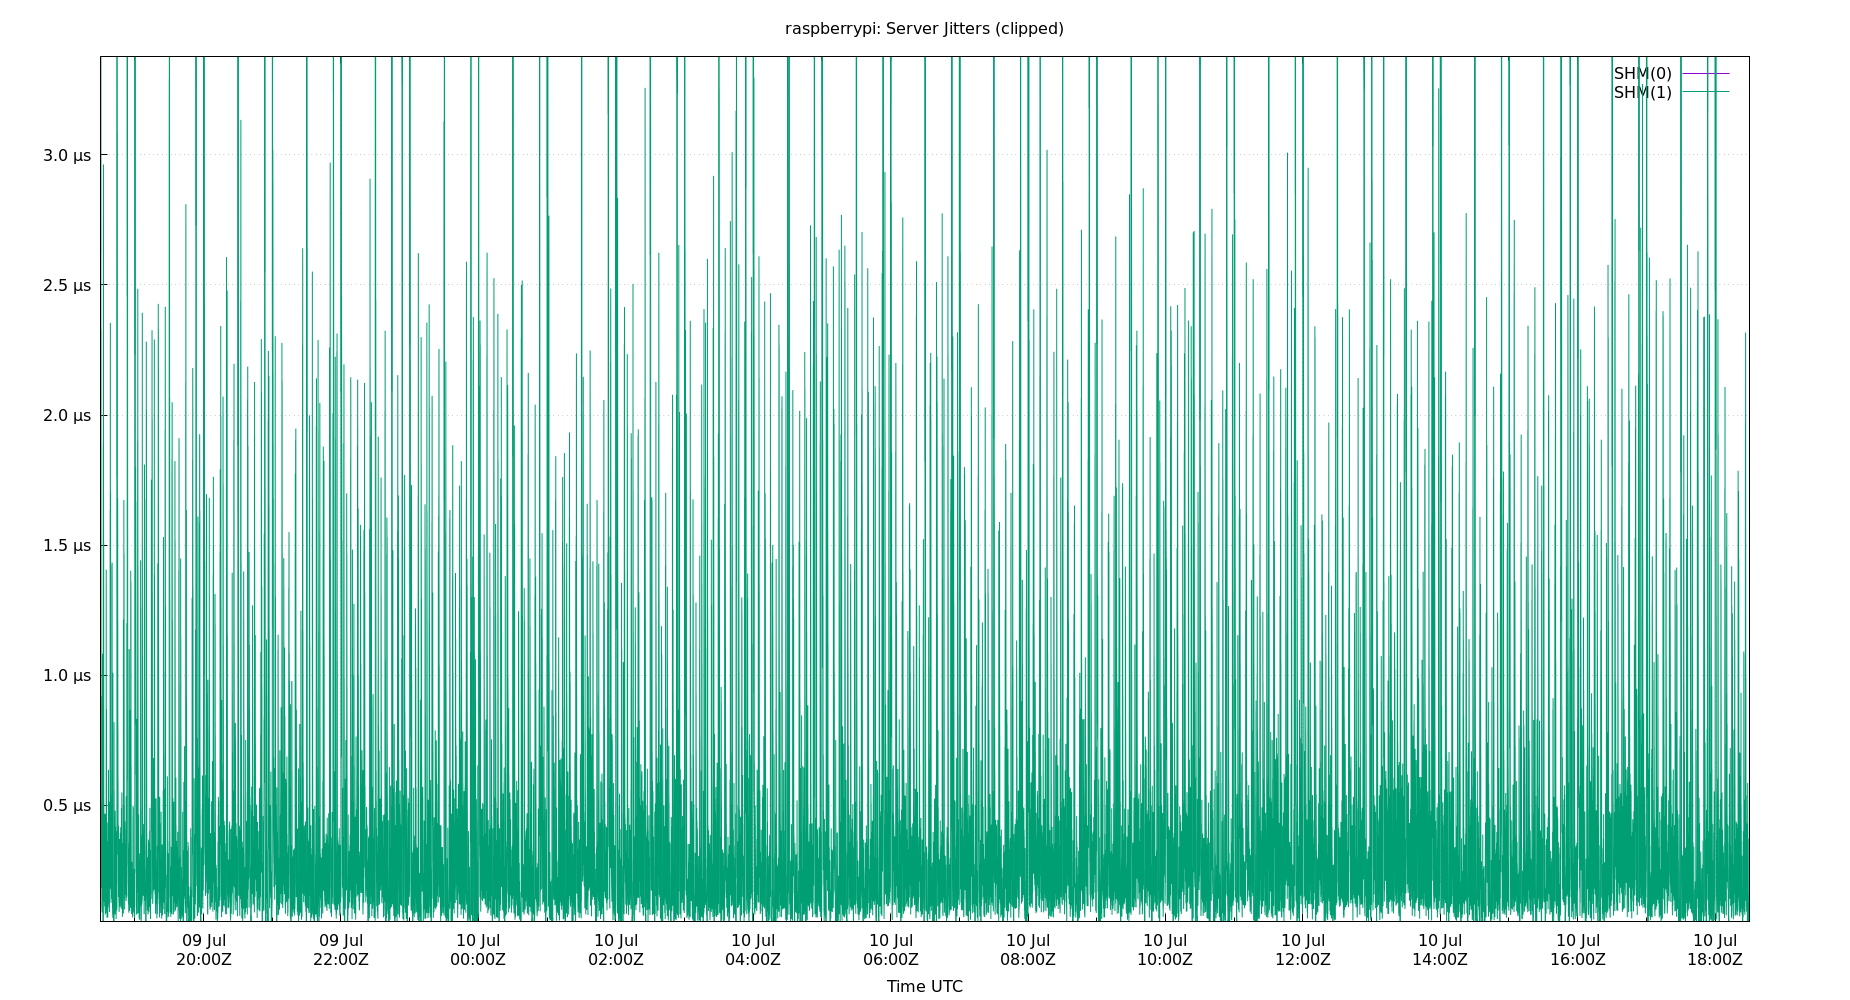 raspberrypi: Server Jitters (clipped)
SHM(0)
SHM(1)
3.0 μs
2.5 μs
2.0 μs
1.5 μs
1.0 μs
0.5 μs
09 Jul 09 Jul 10 Jul 10 Jul 10 Jul 10 Jul 10 Jul 10 Jul 10 Jul 10 Jul 10 Jul 10 Jul
20:00Z 22:00Z 00:00Z 02:00Z 04:00Z 06:00Z 08:00Z 10:00Z 12:00Z 14:00Z 16:00Z 18:00Z
Time UTC